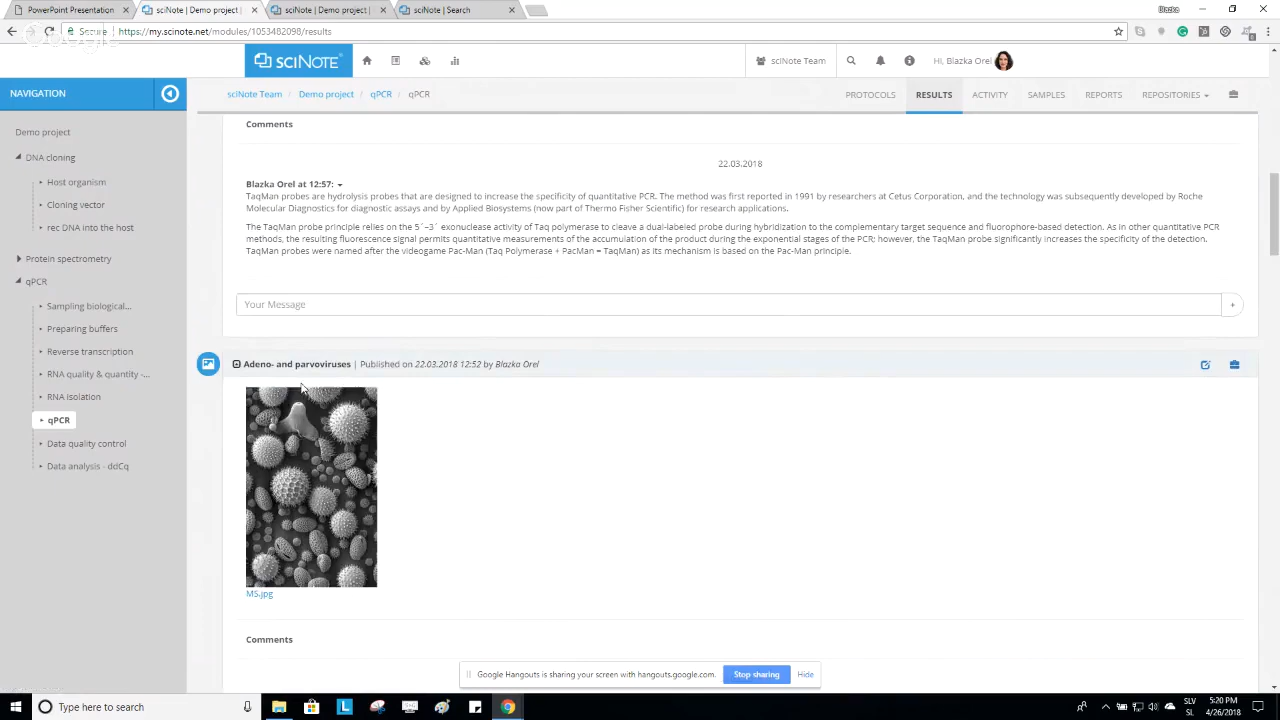 PowerPoint Presentation
sciNote | Demo project
sciNote | Demo project
sciNote | Search
Blazka
Secure
https://my.scinote.net/modules/1053482098/results
SCINOTE
sciNote Team
Hi, Blazka Orel
NAVIGATION
sciNote Team
Demo project
qPCR
qPCR
PROTOCOLS
RESULTS
ACTIVITY
SAMPLES
REPORTS
REPOSITORIES
Demo project
DNA cloning
Host organism
Cloning vector
rec DNA into the host
Protein spectrometry
qPCR
Sampling biological...
Preparing buffers
Reverse transcription
RNA quality & quantity -...
RNA isolation
qPCR
Data quality control
Data analysis - ddCq
Comments
22.03.2018
Blazka Orel at 12:57:
TaqMan probes are hydrolysis probes that are designed to increase the specificity of quantitative PCR. The method was first reported in 1991 by researchers at Cetus Corporation, and the technology was subsequently developed by Roche
Molecular Diagnostics for diagnostic assays and by Applied Biosystems (now part of Thermo Fisher Scientific) for research applications.
The TaqMan probe principle relies on the 5´–3´ exonuclease activity of Taq polymerase to cleave a dual-labeled probe during hybridization to the complementary target sequence and fluorophore-based detection. As in other quantitative PCR
methods, the resulting fluorescence signal permits quantitative measurements of the accumulation of the product during the exponential stages of the PCR; however, the TaqMan probe significantly increases the specificity of the detection.
TaqMan probes were named after the videogame Pac-Man (Taq Polymerase + PacMan = TaqMan) as its mechanism is based on the Pac-Man principle.
Your Message
+
Adeno- and parvoviruses | Published on 22.03.2018 12:52 by Blazka Orel
MS.jpg
Comments
Google Hangouts is sharing your screen with hangouts.google.com.
Stop sharing
Hide
Type here to search
SLV
SL
5:20 PM
4/26/2018